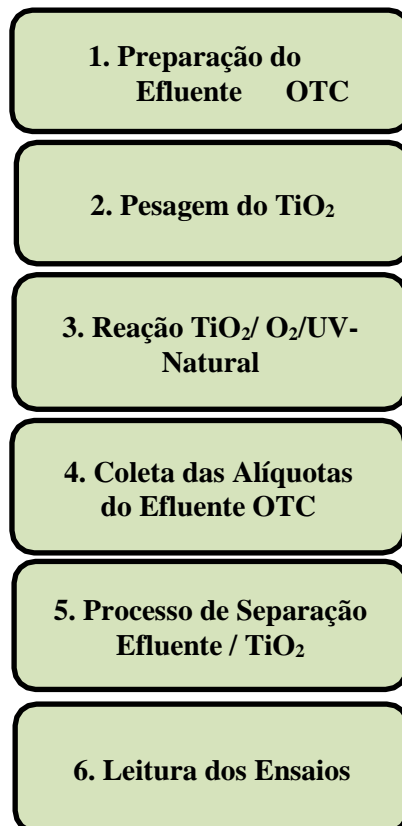 1. Preparação do
Efluente OTC
2. Pesagem do TiO₂
3. Reação TiO₂/ O₂/UV-
Natural
4. Coleta das Alíquotas
do Efluente OTC
5. Processo de Separação
Efluente / TiO₂
6. Leitura dos Ensaios